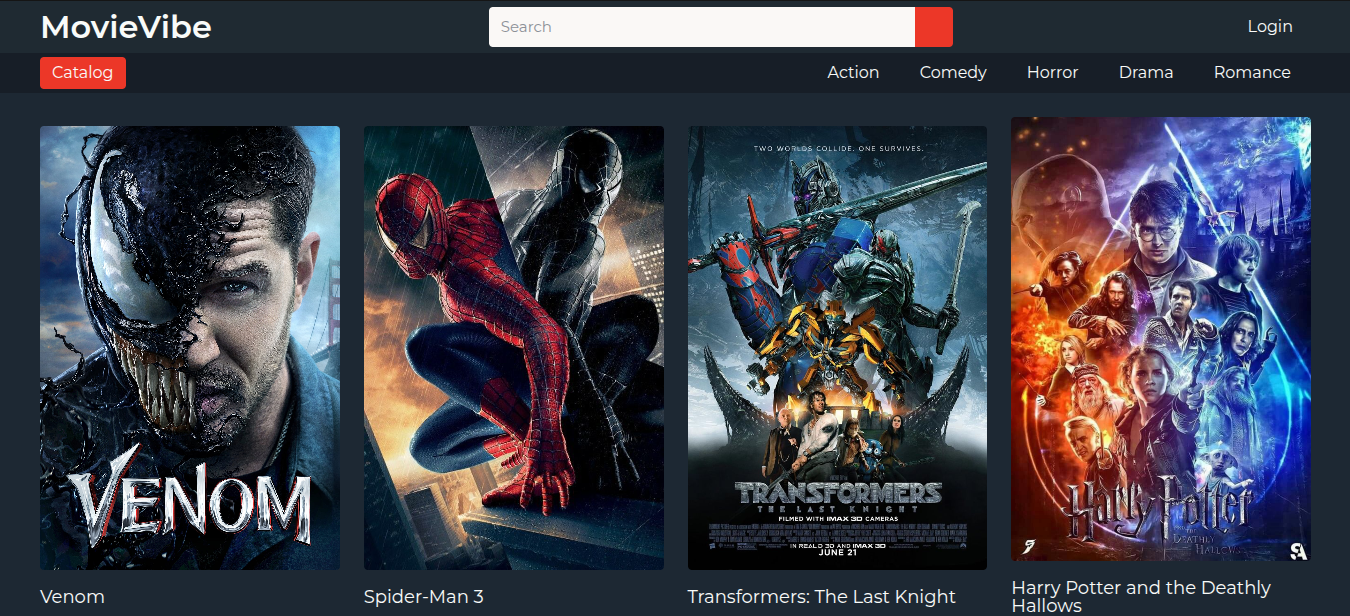 MovieVibe
Search
Login
Catalog
Action
Comedy
Horror
Drama
Romance
TWO WORLDS COLLIDE. ONE SURVIVES.
VENOM
TRANSFORMERS
THE LAST KNIGHT
FILMED WITH IMAX 3D CAMERAS
IN REAL D 3D AND IMAX 3D
JUNE 21
Harry Potter
AND THE
DEATHLY
HALLOWS
Venom
Spider-Man 3
Transformers: The Last Knight
Harry Potter and the Deathly
Hallows